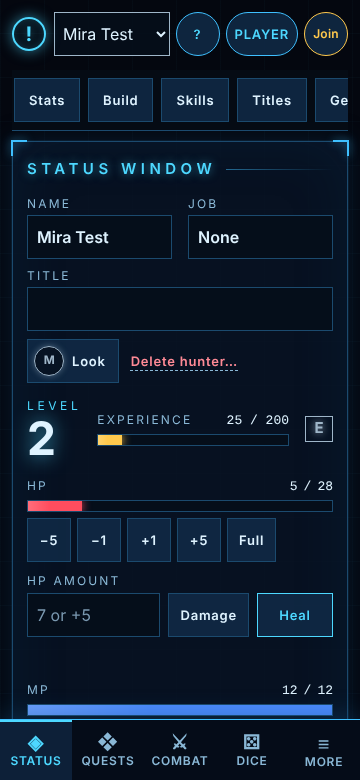 !
Mira Test
?
PLAYER
Join
Stats
Build
Skills
Titles
Ge
STATUS WINDOW
NAME
JOB
Mira Test
None
TITLE
M
Look
Delete hunter...
LEVEL
2
EXPERIENCE
25 / 200
E
HP
5 / 28
−5
−1
+1
+5
Full
HP AMOUNT
7 or +5
Damage
Heal
MP
12 / 12
STATUS
QUESTS
COMBAT
DICE
MORE